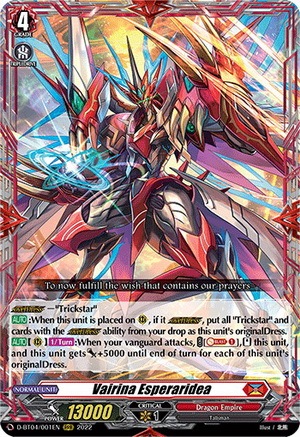 4
GRADE
To now fulfill the wish that contains our prayers.
"Trickstar"
AUTO:When this unit is placed on , if it , put all "Trickstar" and
cards with the ability from your drop as this unit's originalDress.
AUTO 1/Turn:When your vanguard attacks, [ ] this unit,
and this unit gets +5000 until end of turn for each of this unit's
originalDress.
NORMAL UNIT
Vairina Esperaridea
Dragon Empire
POWER 13000
CRITICAL
1
Talisman
D-BT04/001EN RRR 2022